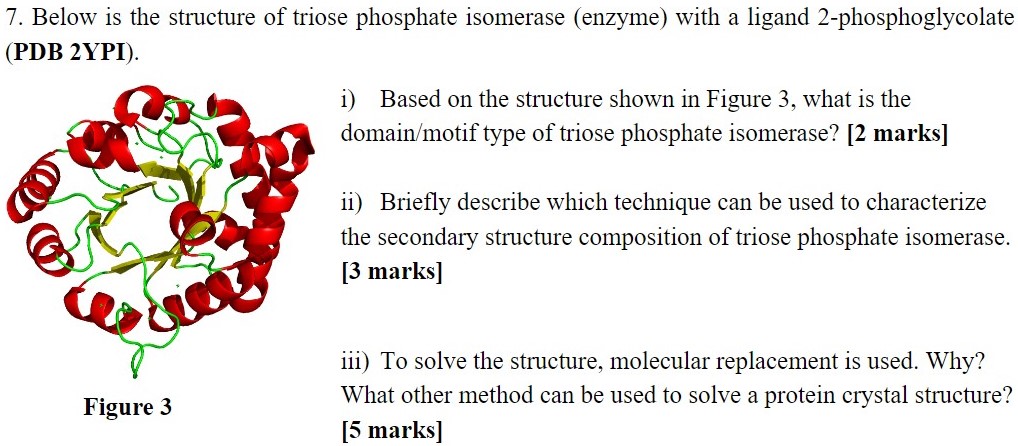 7. Below is the structure of triose phosphate isomerase (enzyme) with a ligand 2-phosphoglycolate
(PDB 2YPI).
i) Based on the structure shown in Figure 3, what is the
domain/motif type of triose phosphate isomerase? [2 marks]
ii) Briefly describe which technique can be used to characterize
the secondary structure composition of triose phosphate isomerase.
[3 marks]
iii) To solve the structure, molecular replacement is used. Why?
What other method can be used to solve a protein crystal structure?
[5 marks]
Figure 3